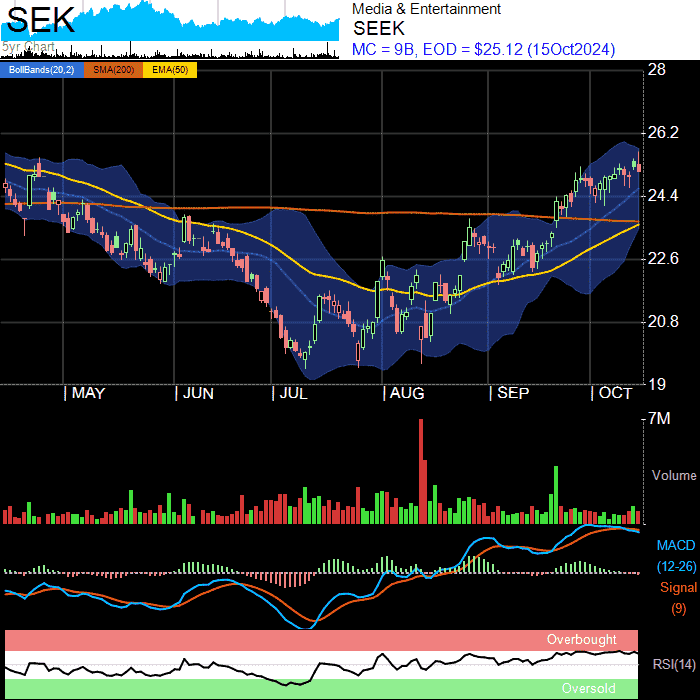 SEK
5yr Chart
Media & Entertainment
SEEK
MC = 9B, EOD = $25.12 (15Oct2024)
BollBands(20,2) SMA(200) EMA(50)
28
26.2
24.4
22.6
20.8
19
| MAY | JUN | JUL | AUG | SEP | OCT
7M
Volume
MACD
(12-26)
Signal
(9)
Overbought
RSI(14)
Oversold